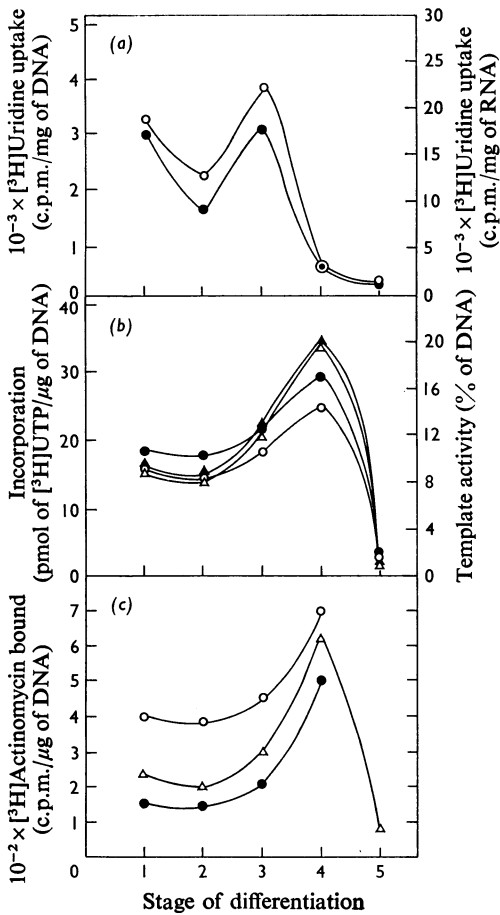 (a)
10⁻³ × [³H]Uridine uptake
(c.p.m./mg of DNA)
5
4
3
2
1
0
30
25
20
15
10
5
0
10⁻³ × [³H]Uridine uptake
(c.p.m./mg of RNA)
(b)
Incorporation
(pmol of [³H]UTP/µg of DNA)
40
30
20
10
0
20
16
12
8
4
0
Template activity (% of DNA)
(c)
10⁻² × [³H]Actinomycin bound
(c.p.m./µg of DNA)
7
6
5
4
3
2
1
0
1 2 3 4 5
Stage of differentiation